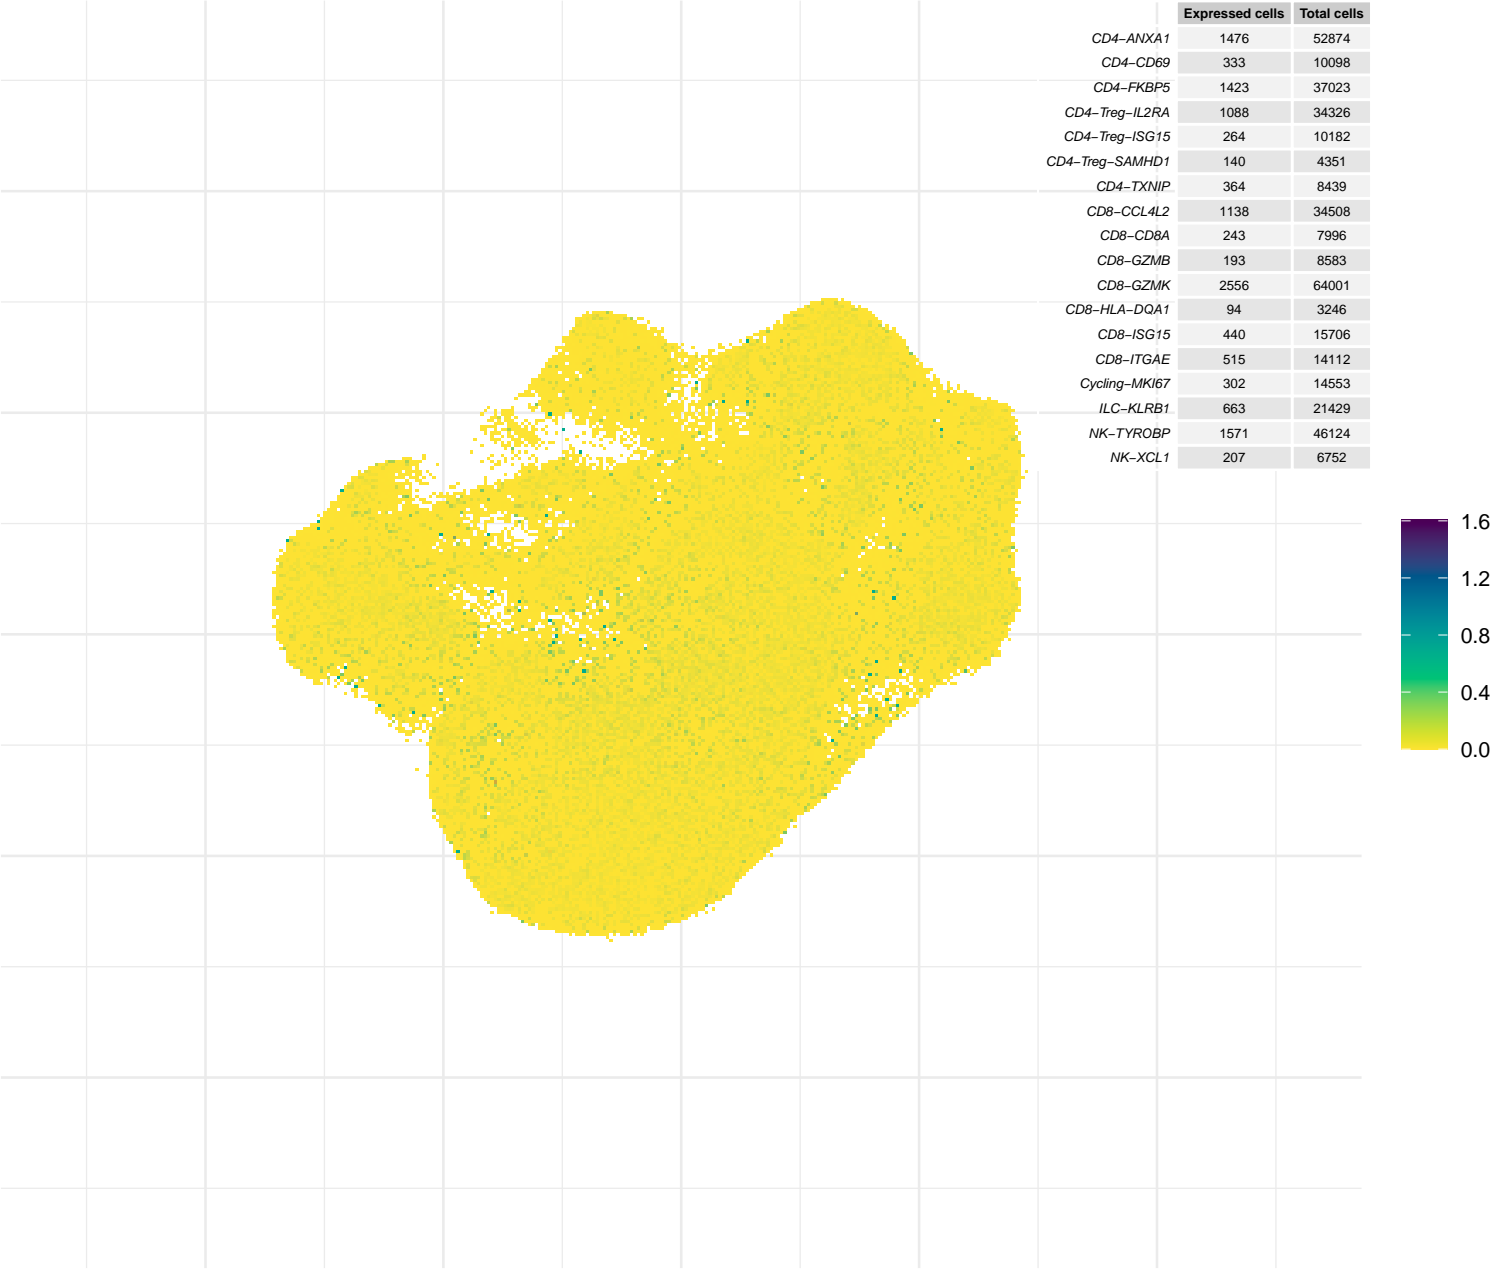 Expressed cells Total cells
CD4−ANXA1 1476 52874
CD4−CD69 333 10098
CD4−FKBP5 1423 37023
CD4−Treg−IL2RA 1088 34326
CD4−Treg−ISG15 264 10182
CD4−Treg−SAMHD1 140 4351
CD4−TXNIP 364 8439
CD8−CCL4L2 1138 34508
CD8−CD8A 243 7996
CD8−GZMB 193 8583
CD8−GZMK 2556 64001
CD8−HLA−DQA1 94 3246
CD8−ISG15 440 15706
CD8−ITGAE 515 14112
Cycling−MKI67 302 14553
ILC−KLRB1 663 21429
NK−TYROBP 1571 46124
NK−XCL1 207 6752
1.6
1.2
0.8
0.4
0.0